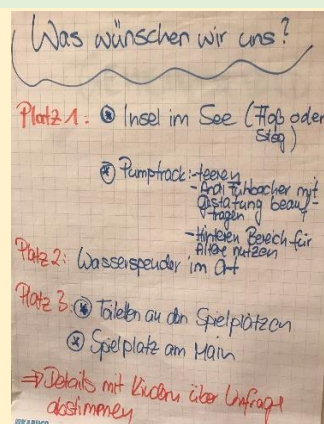 Was wünschen wir uns?
Platz 1: ⊛ Insel im See (Floß oder
Steg)
⊛ Pumptrack: - teeren
- Andi Tuhbacher mit
Gestaltung beauf-
tragen
- Hinteren Bereich für
Ältere nutzen
Platz 2: Wasserspender im Ort
Platz 3: ⊛ Toiletten an den Spielplätzen
⊛ Spielplatz am Main
⇒ Details mit Kindern über Umfrage
abstimmen